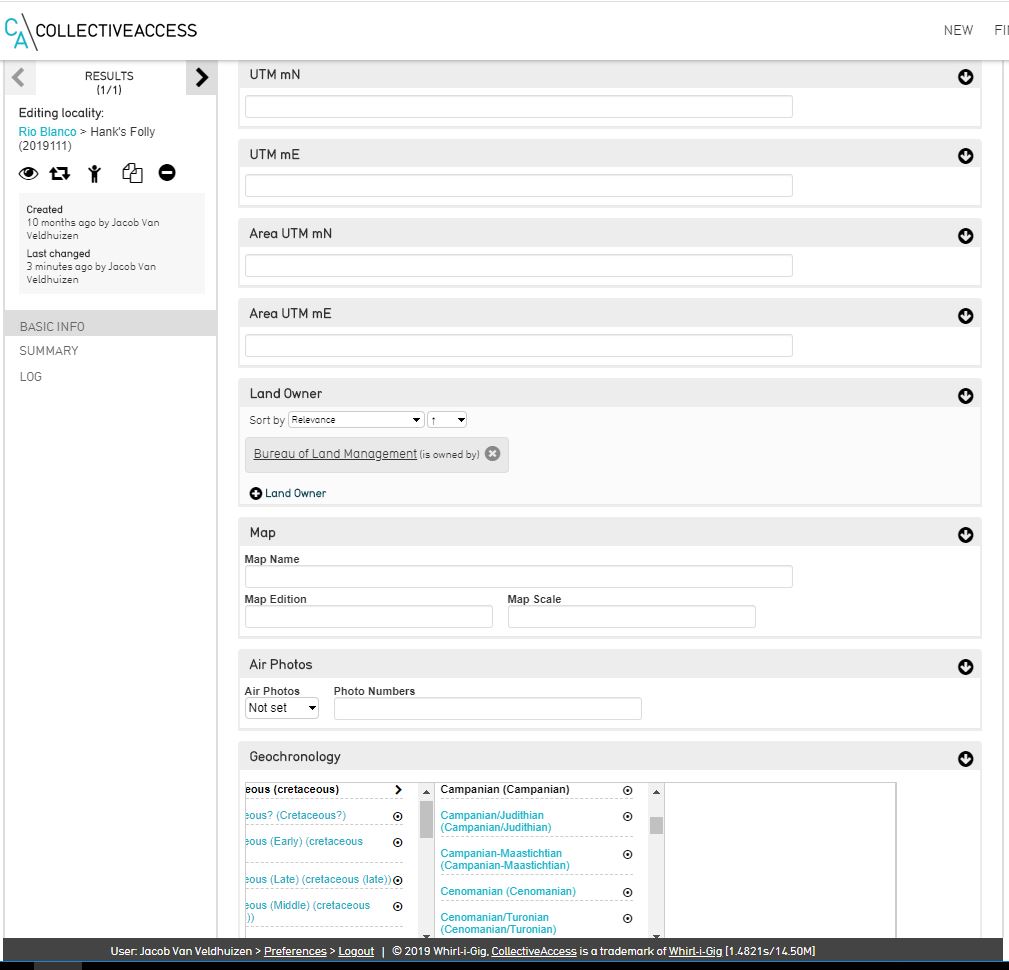 CA COLLECTIVEACCESS
NEW
RESULTS
(1/1)
Editing locality:
Rio Blanco > Hank's Folly
(2019111)
Created
10 months ago by Jacob Van
Veldhuizen
Last changed
3 minutes ago by Jacob Van
Veldhuizen
BASIC INFO
SUMMARY
LOG
UTM mN
UTM mE
Area UTM mN
Area UTM mE
Land Owner
Sort by Relevance ↑
Bureau of Land Management (is owned by)
Land Owner
Map
Map Name
Map Edition Map Scale
Air Photos
Air Photos Photo Numbers
Not set
Geochronology
eous (cretaceous)
eous? (Cretaceous?)
eous (Early) (cretaceous
eous (Late) (cretaceous (late))
eous (Middle) (cretaceous
))
Campanian (Campanian)
Campanian/Judithian
(Campanian/Judithian)
Campanian-Maastichtian
(Campanian-Maastichtian)
Cenomanian (Cenomanian)
Cenomanian/Turonian
(Cenomanian/Turonian)
User: Jacob Van Veldhuizen > Preferences > Logout | © 2019 Whirl-i-Gig, CollectiveAccess is a trademark of Whirl-i-Gig [1.4821s/14.50M]